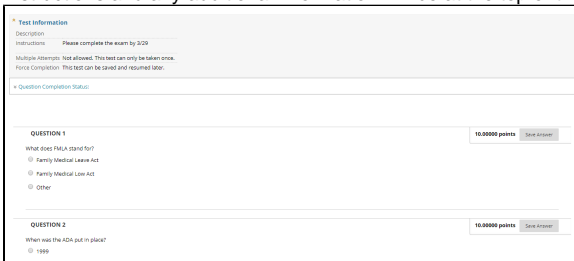 Test Information
Description
Instructions Please complete the exam by 3/29
Multiple Attempts Not allowed. This test can only be taken once.
Force Completion This test can be saved and resumed later.
Question Completion Status:
QUESTION 1 10.00000 points Save Answer
What does FMLA stand for?
Family Medical Leave Act
Family Medical Low Act
Other
QUESTION 2 10.00000 points Save Answer
When was the ADA put in place?
1999